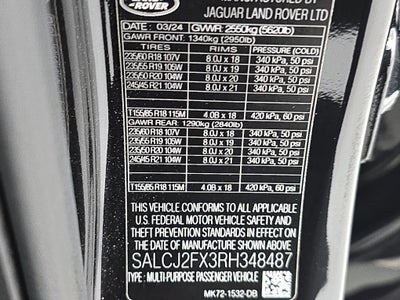 ROVER
JAGUAR LAND ROVER LTD
DATE : 03/24 GVWR: 2550kg (5620lb)
GAWR FRONT: 1340kg (2950lb)
TIRES RIMS PRESSURE (COLD)
235/60 R18 107V 8.0J x 18 340 kPa, 50 psi
235/55 R19 105W 8.0J x 19 340 kPa, 50 psi
235/50 R20 104W 8.0J x 20 340 kPa, 50 psi
245/45 R21 104W 8.0J x 21 340 kPa, 50 psi
T155/85 R18 115M 4.0B x 18 420 kPa, 60 psi
GAWR REAR: 1290kg (2840lb)
235/60 R18 107V 8.0J x 18 340 kPa, 50 psi
235/55 R19 105W 8.0J x 19 340 kPa, 50 psi
235/50 R20 104W 8.0J x 20 340 kPa, 50 psi
245/45 R21 104W 8.0J x 21 340 kPa, 50 psi
T155/85 R18 115M 4.0B x 18 420 kPa, 60 psi
THIS VEHICLE CONFORMS TO ALL APPLICABLE
U.S. FEDERAL MOTOR VEHICLE SAFETY AND
THEFT PREVENTION STANDARDS IN EFFECT ON
THE DATE OF MANUFACTURE SHOWN ABOVE.
SALCJ2FX3RH348487
TYPE : MULTI-PURPOSE PASSENGER VEHICLE
MK72-1532-DB